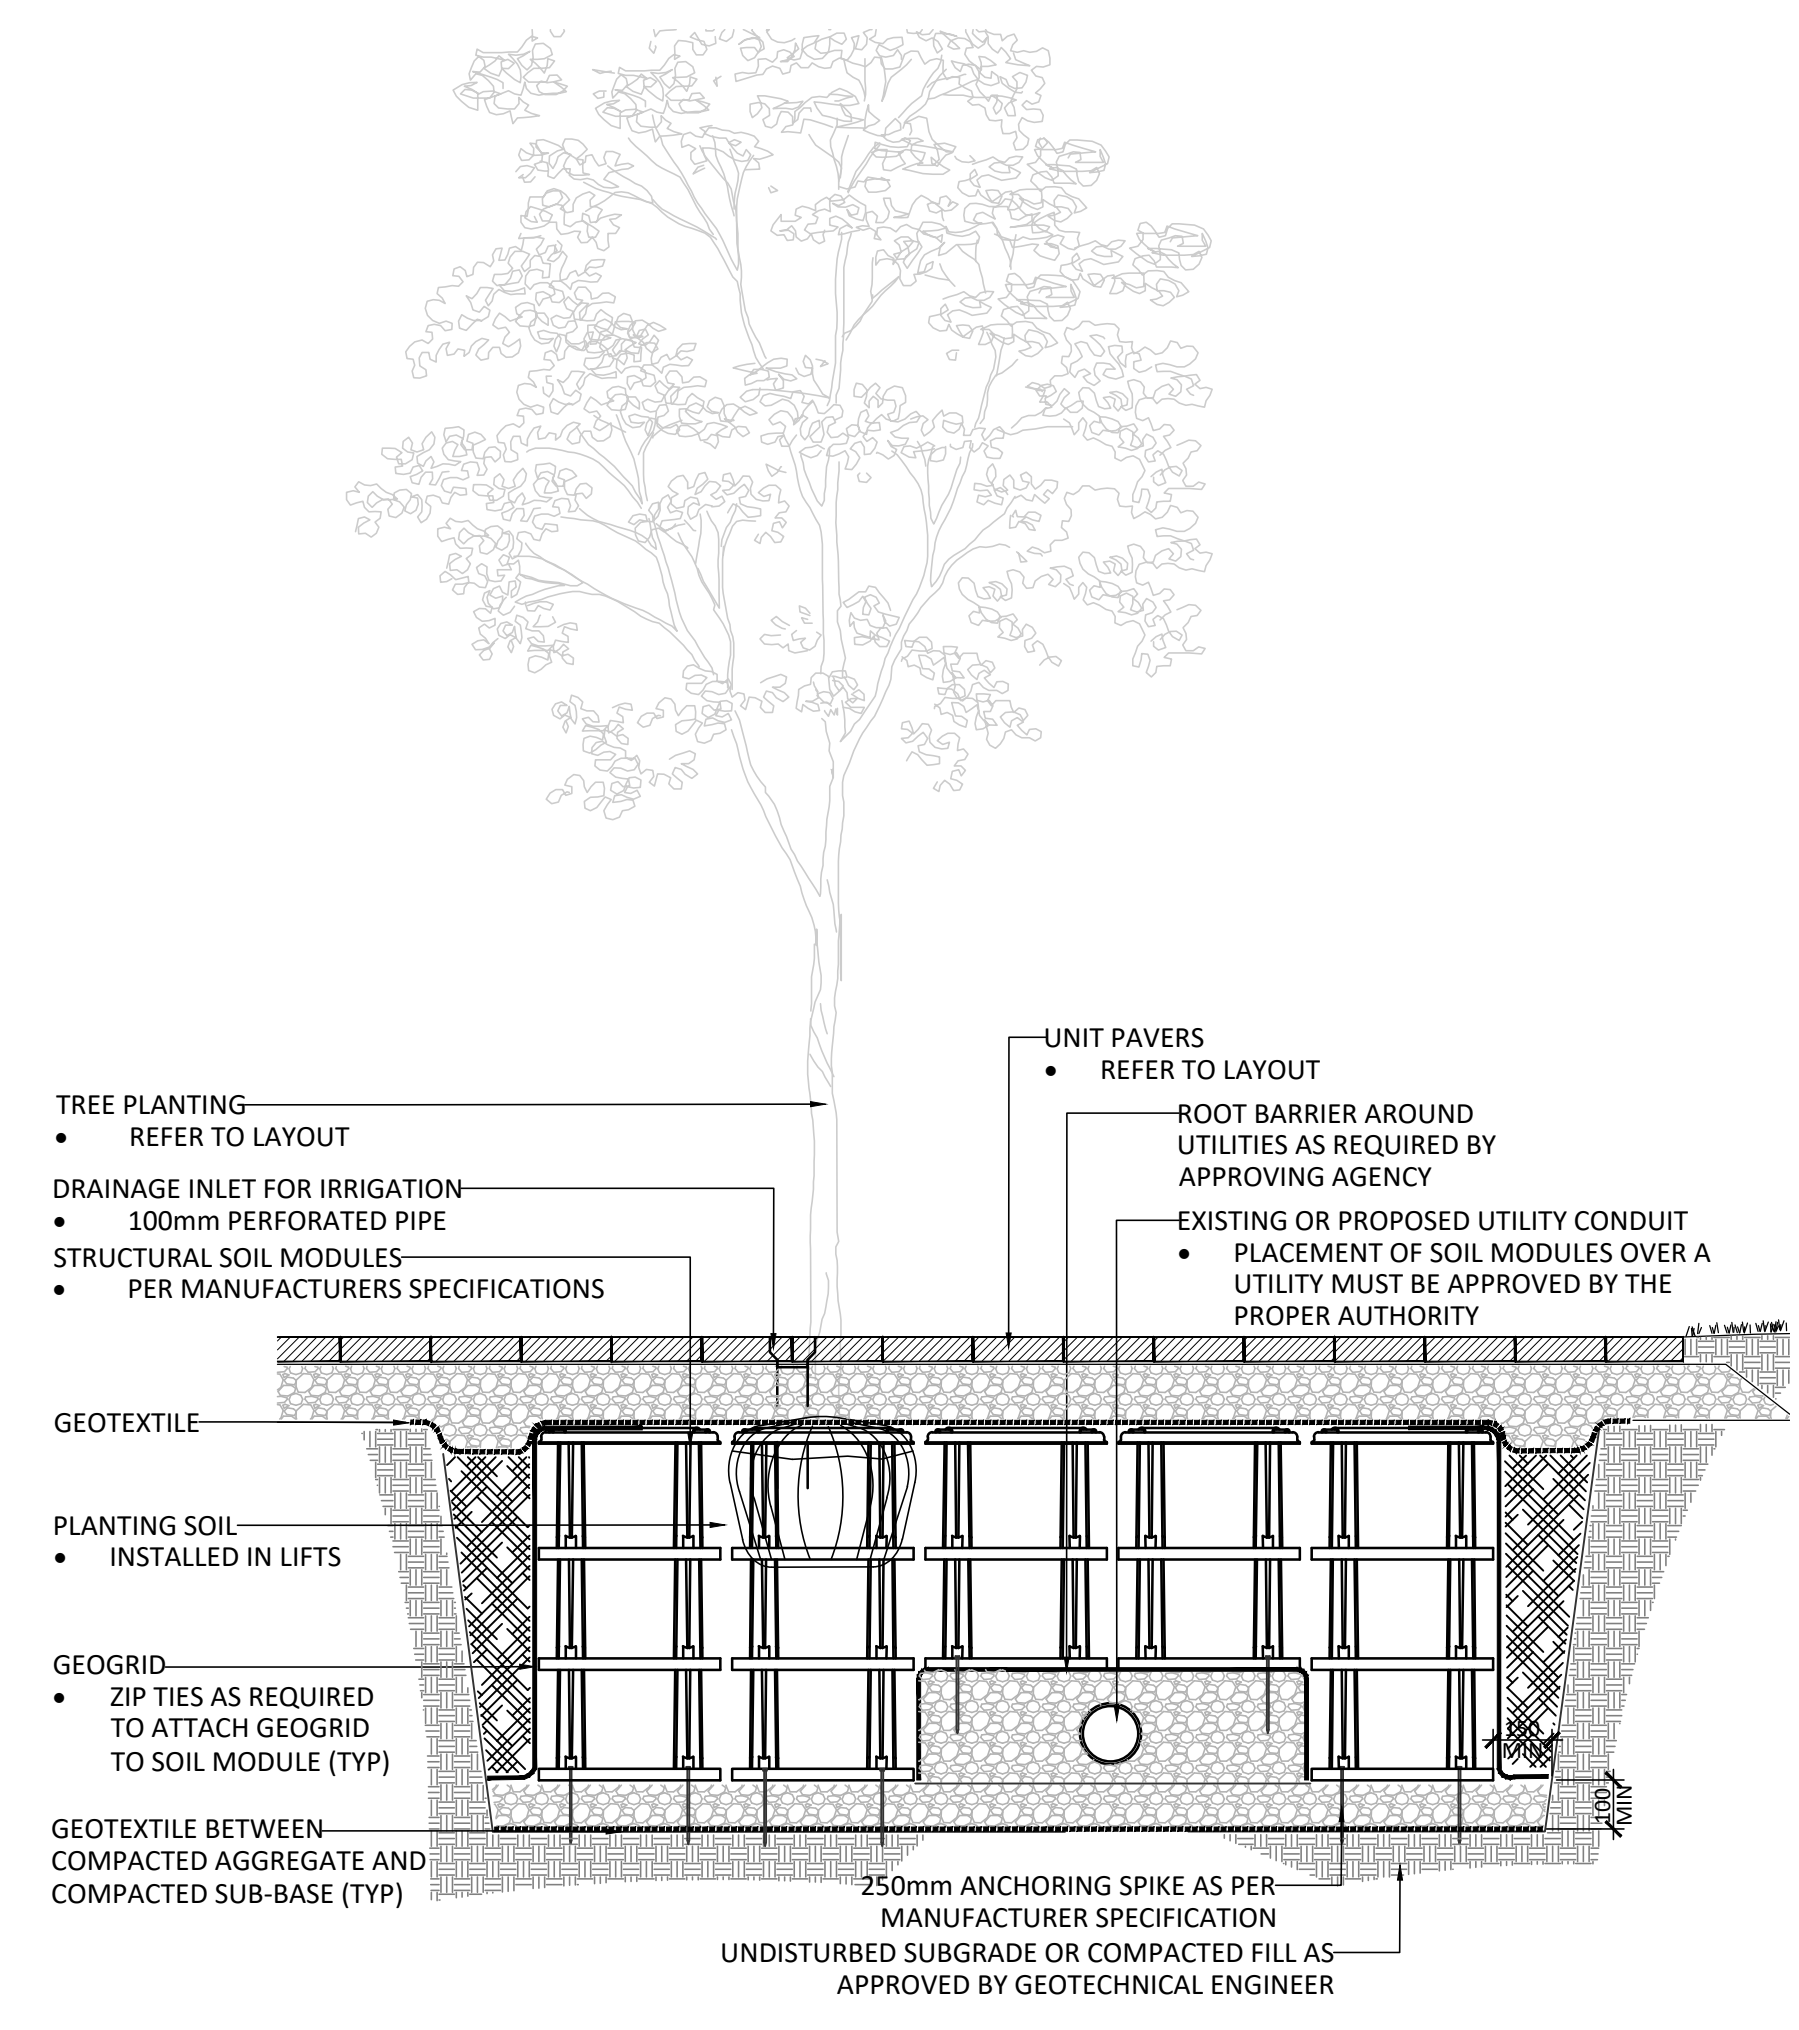 UNIT PAVERS
• REFER TO LAYOUT
TREE PLANTING
• REFER TO LAYOUT
ROOT BARRIER AROUND
UTILITIES AS REQUIRED BY
APPROVING AGENCY
DRAINAGE INLET FOR IRRIGATION
• 100mm PERFORATED PIPE
STRUCTURAL SOIL MODULES
• PER MANUFACTURERS SPECIFICATIONS
EXISTING OR PROPOSED UTILITY CONDUIT
• PLACEMENT OF SOIL MODULES OVER A
UTILITY MUST BE APPROVED BY THE
PROPER AUTHORITY
GEOTEXTILE
PLANTING SOIL
• INSTALLED IN LIFTS
GEOGRID
• ZIP TIES AS REQUIRED
TO ATTACH GEOGRID
TO SOIL MODULE (TYP)
150
MIN
100
MIN
GEOTEXTILE BETWEEN
COMPACTED AGGREGATE AND
COMPACTED SUB-BASE (TYP)
250mm ANCHORING SPIKE AS PER
MANUFACTURER SPECIFICATION
UNDISTURBED SUBGRADE OR COMPACTED FILL AS
APPROVED BY GEOTECHNICAL ENGINEER